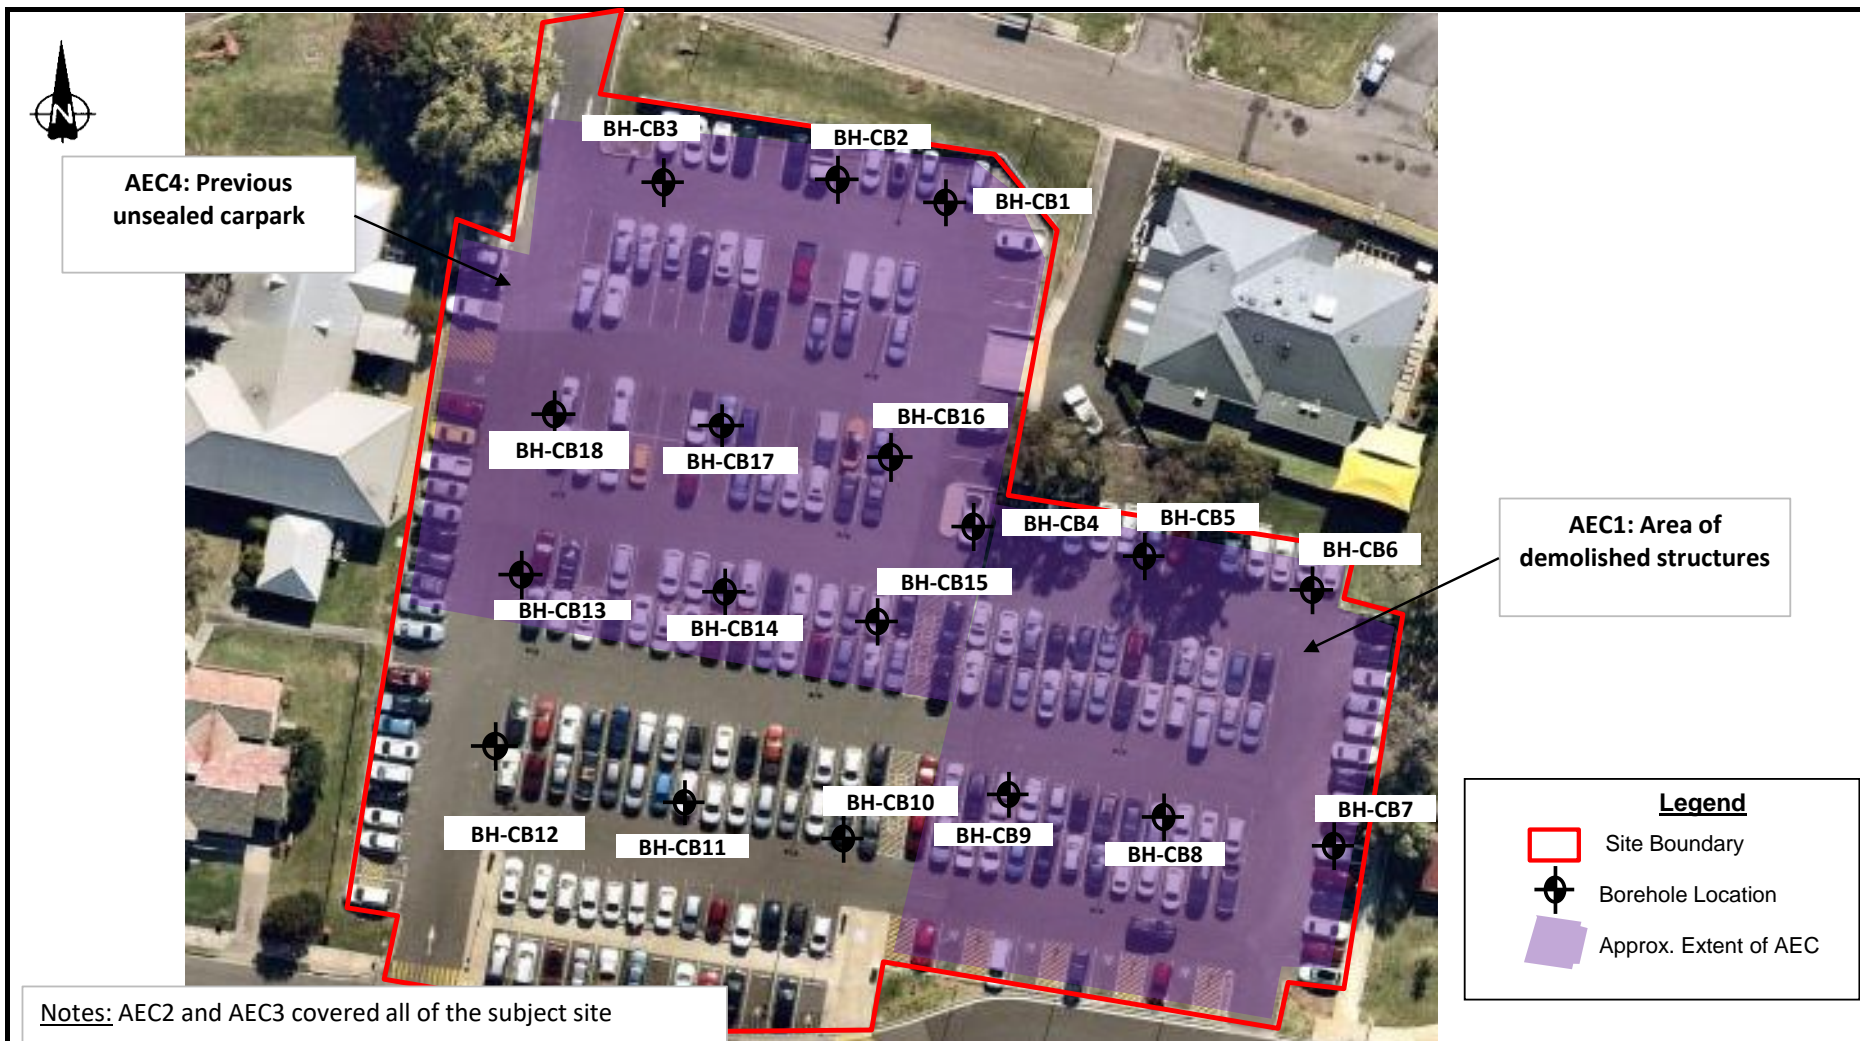 N
BH-CB3
BH-CB2
BH-CB1
AEC4: Previous
unsealed carpark
BH-CB16
BH-CB18
BH-CB17
BH-CB4
BH-CB5
BH-CB6
AEC1: Area of
demolished structures
BH-CB15
BH-CB13
BH-CB14
BH-CB10
BH-CB7
BH-CB12
BH-CB11
BH-CB9
BH-CB8
Legend
Site Boundary
Borehole Location
Approx. Extent of AEC
Notes: AEC2 and AEC3 covered all of the subject site